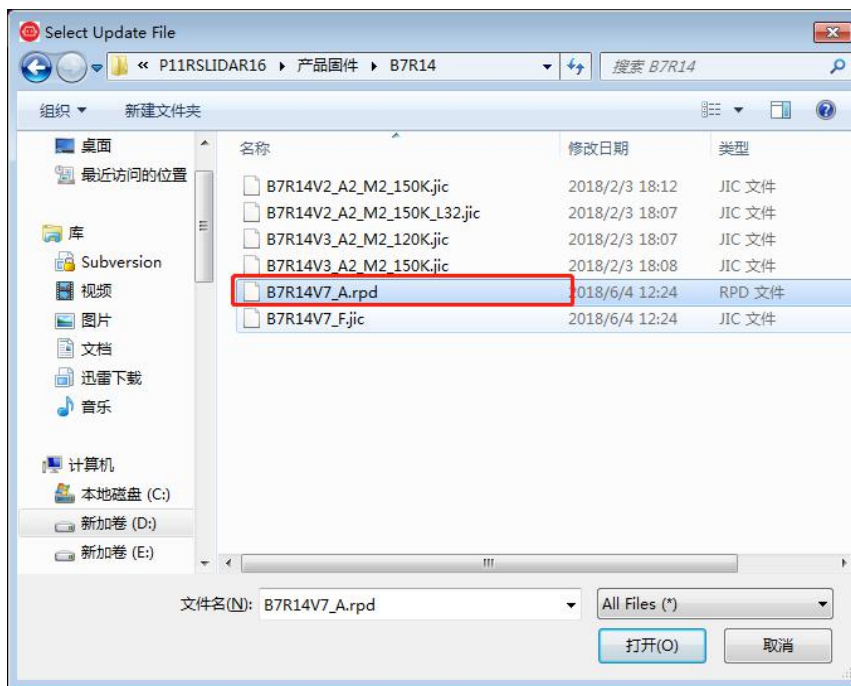 Select Update File
« P11RSLIDAR16 ▸ 产品固件 ▸ B7R14
搜索 B7R14
组织 ▼ 新建文件夹
桌面
最近访问的位置
库
Subversion
视频
图片
文档
迅雷下载
音乐
计算机
本地磁盘 (C:)
新加卷 (D:)
新加卷 (E:)
名称 修改日期 类型
B7R14V2_A2_M2_150K.jic 2018/2/3 18:12 JIC 文件
B7R14V2_A2_M2_150K_L32.jic 2018/2/3 18:07 JIC 文件
B7R14V3_A2_M2_120K.jic 2018/2/3 18:07 JIC 文件
B7R14V3_A2_M2_150K.jic 2018/2/3 18:08 JIC 文件
B7R14V7_A.rpd 2018/6/4 12:24 RPD 文件
B7R14V7_F.jic 2018/6/4 12:24 JIC 文件
文件名(N): B7R14V7_A.rpd
All Files (*)
打开(O) 取消